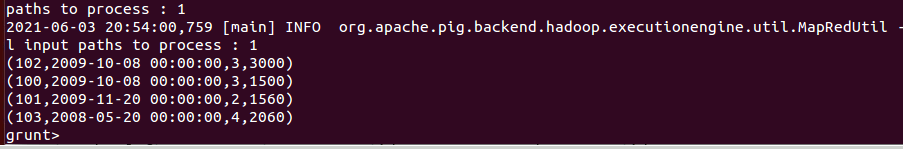 paths to process : 1
2021-06-03 20:54:00,759 [main] INFO  org.apache.pig.backend.hadoop.executionengine.util.MapRedUtil -
l input paths to process : 1
(102,2009-10-08 00:00:00,3,3000)
(100,2009-10-08 00:00:00,3,1500)
(101,2009-11-20 00:00:00,2,1560)
(103,2008-05-20 00:00:00,4,2060)
grunt>